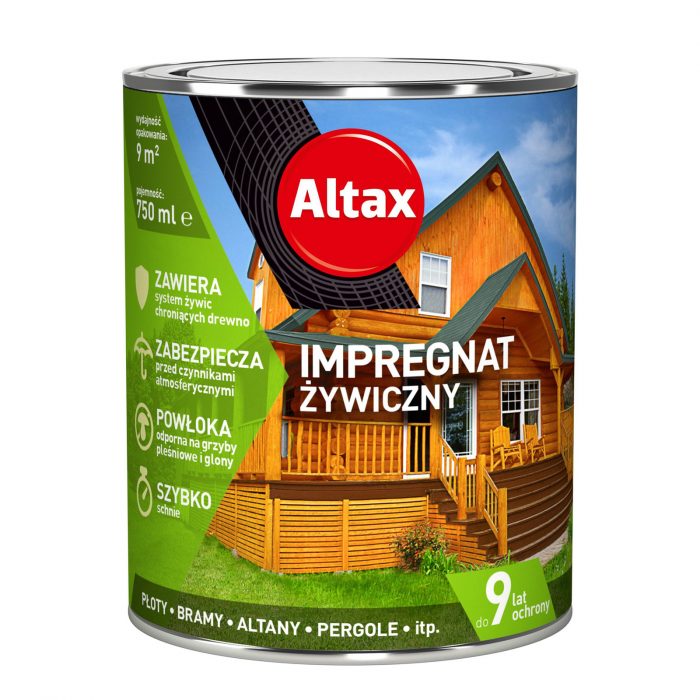 wydajność
opakowania:
9 m²
pojemność:
750 ml e
Altax
ZAWIERA
system żywic
chroniących drewno
ZABEZPIECZA
przed czynnikami
atmosferycznymi
POWŁOKA
odporna na grzyby
pleśniowe i glony
SZYBKO
schnie
IMPREGNAT
ŻYWICZNY
do 9 lat
ochrony
PŁOTY • BRAMY • ALTANY • PERGOLE • itp.